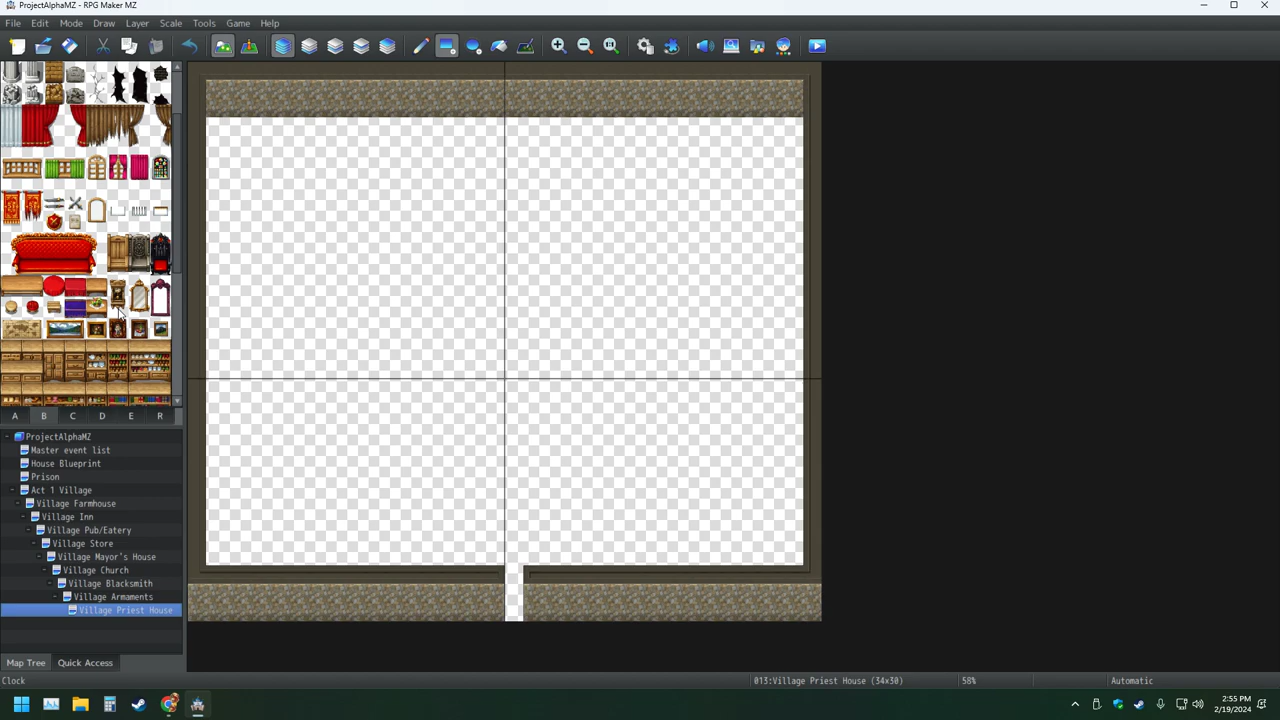 ProjectAlphaMZ - RPG Maker MZ
File Edit Mode Draw Layer Scale Tools Game Help
A B C D E R
ProjectAlphaMZ
Master event list
House Blueprint
Prison
Act 1 Village
Village Farmhouse
Village Inn
Village Pub/Eatery
Village Store
Village Mayor's House
Village Church
Village Blacksmith
Village Armaments
Village Priest House
Map Tree Quick Access
Clock 013:Village Priest House (34x30) 58% Automatic
2:55 PM
2/19/2024